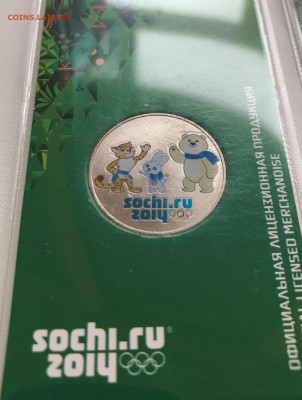 COINS.SU
sochi.ru
2014
sochi.ru
2014
ОФИЦИАЛЬНАЯ ЛИЦЕНЗИОННАЯ ПРОДУКЦИЯ
LICENSED MERCHANDISE